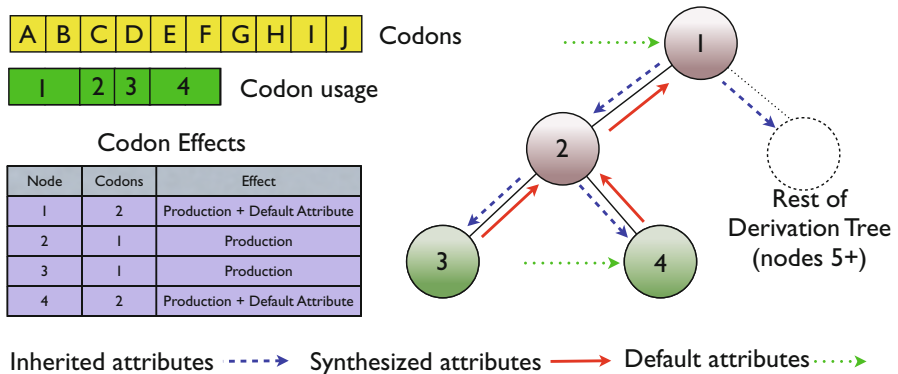 A B C D E F G H I J Codons
1 2 3 4 Codon usage
Codon Effects
Node Codons Effect
1 2 Production + Default Attribute
2 1 Production
3 1 Production
4 2 Production + Default Attribute
1
2
3
4
Rest of
Derivation Tree
(nodes 5+)
Inherited attributes Synthesized attributes Default attributes